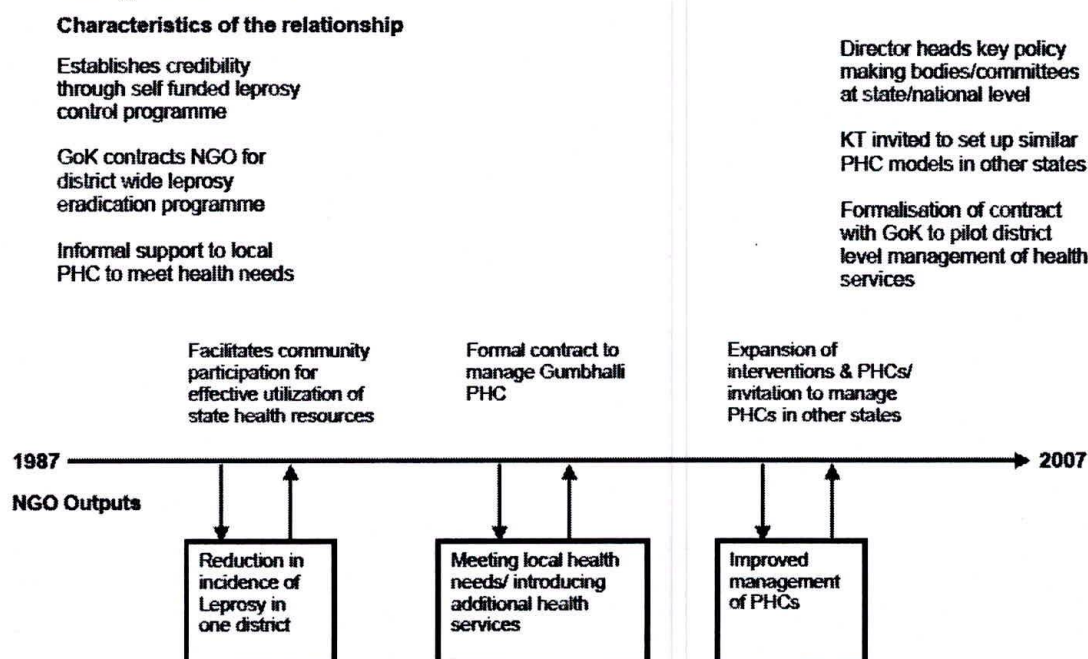 Characteristics of the relationship
Establishes credibility
through self funded leprosy
control programme
GoK contracts NGO for
district wide leprosy
eradication programme
Informal support to local
PHC to meet health needs
Director heads key policy
making bodies/committees
at state/national level
KT invited to set up similar
PHC models in other states
Formalisation of contract
with GoK to pilot district
level management of health
services
Facilitates community
participation for
effective utilization of
state health resources
Formal contract to
manage Gumbhalli
PHC
Expansion of
interventions & PHCs/
invitation to manage
PHCs in other states
1987
2007
NGO Outputs
Reduction in
incidence of
Leprosy in
one district
Meeting local health
needs/ introducing
additional health
services
Improved
management
of PHCs